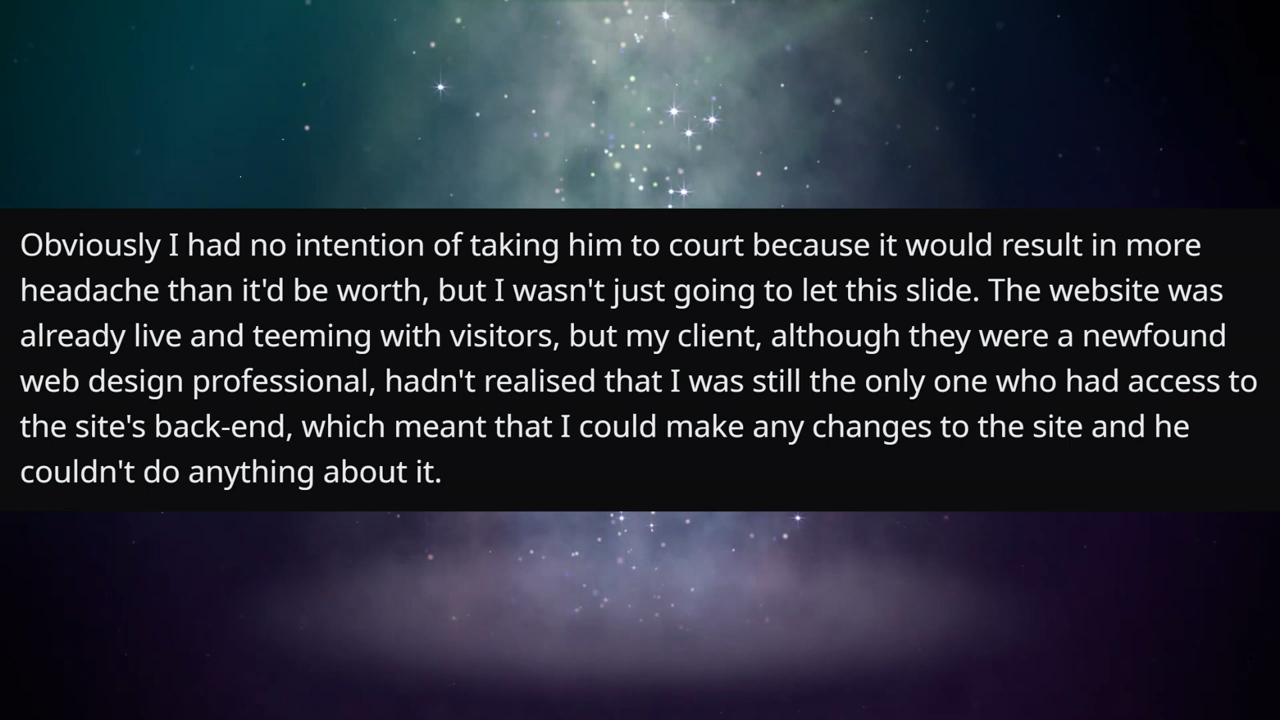 Obviously I had no intention of taking him to court because it would result in more
headache than it'd be worth, but I wasn't just going to let this slide. The website was
already live and teeming with visitors, but my client, although they were a newfound
web design professional, hadn't realised that I was still the only one who had access to
the site's back-end, which meant that I could make any changes to the site and he
couldn't do anything about it.